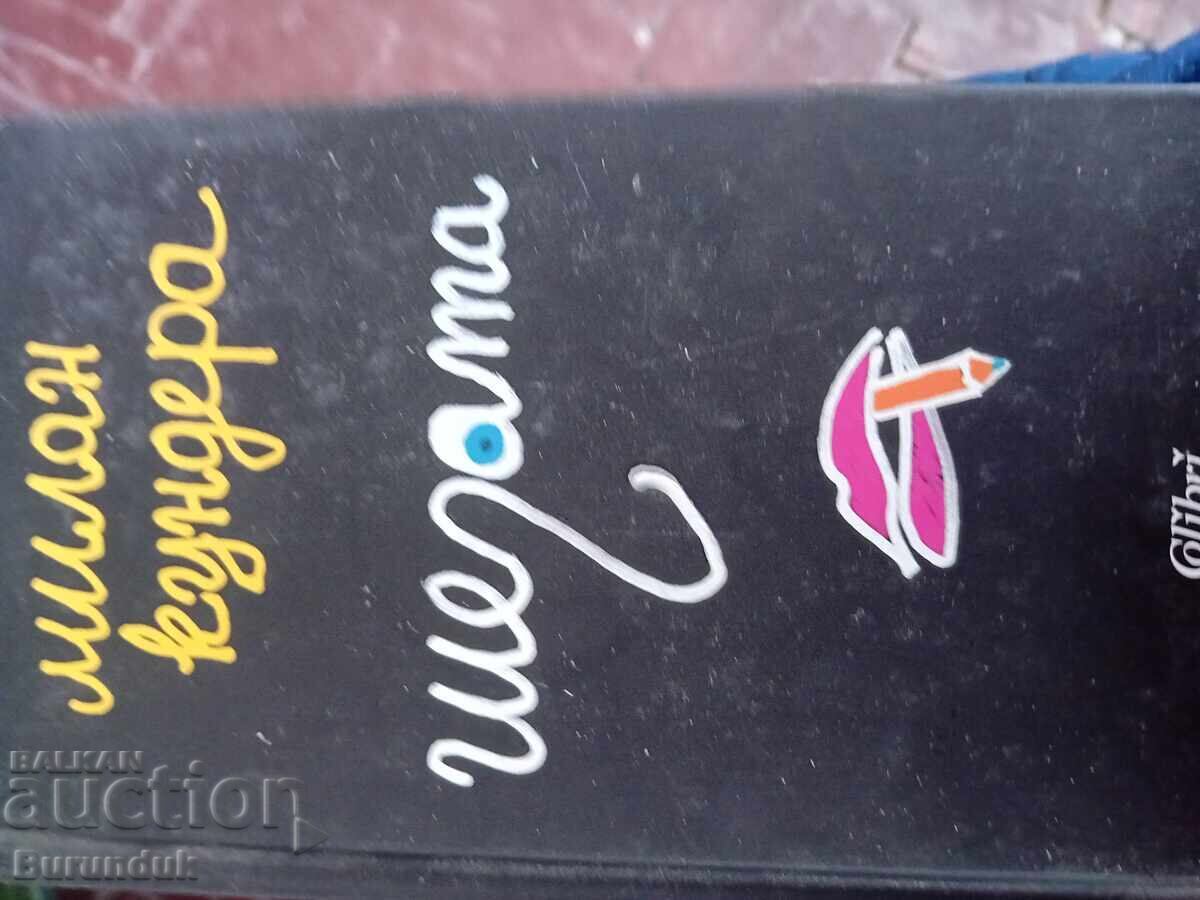 милан
кундера
шегата
Colibri
BALKAN
auction
Burunduk